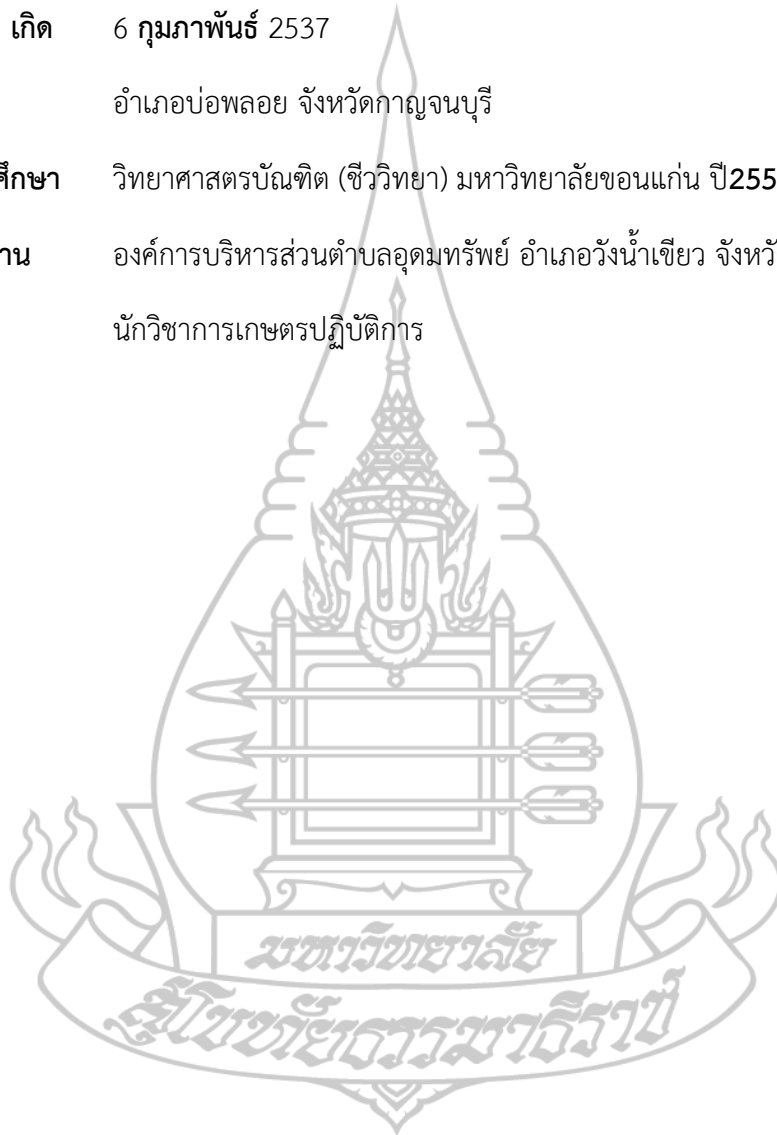 เกิด 6 กุมภาพันธ์ 2537
อำเภอบ่อพลอย จังหวัดกาญจนบุรี
ศึกษา วิทยาศาสตรบัณฑิต (ชีววิทยา) มหาวิทยาลัยขอนแก่น ปี255
าน องค์การบริหารส่วนตำบลอุดมทรัพย์ อำเภอวังน้ำเขียว จังหวั
นักวิชาการเกษตรปฏิบัติการ
มหาวิทยาลัย
สุโขทัยธรรมาธิราช